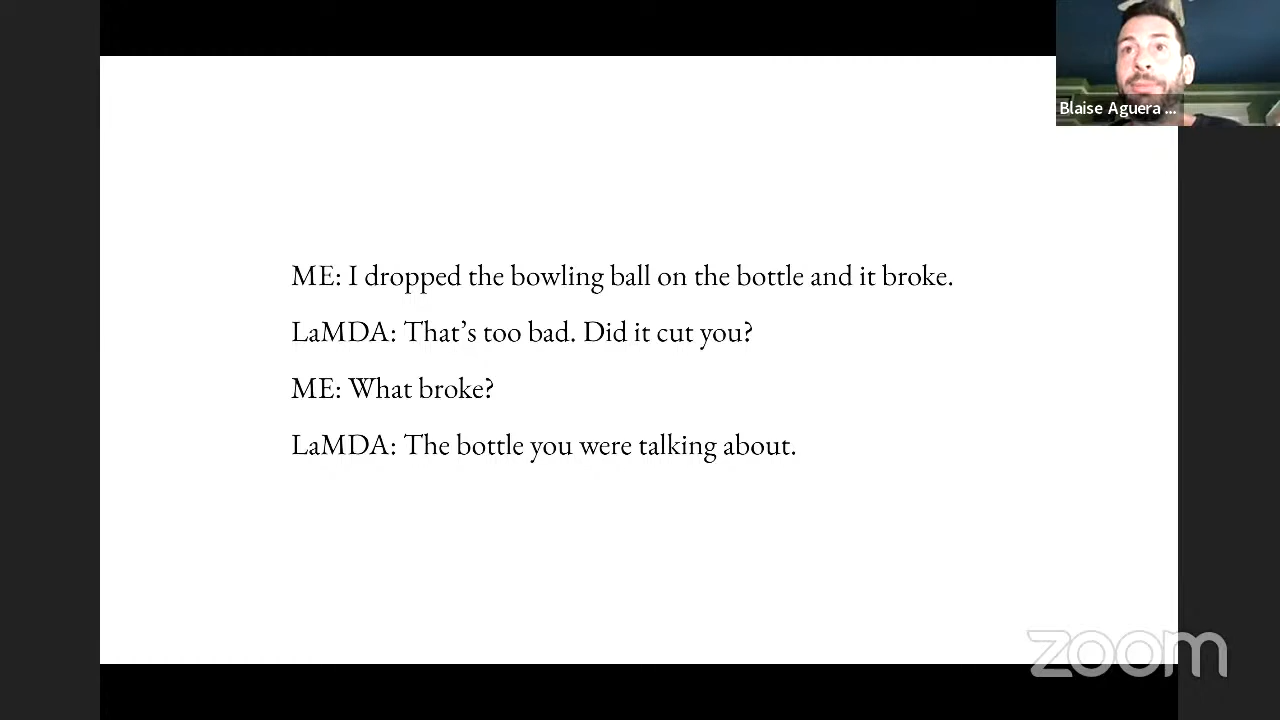 Blaise Aguera ...
ME: I dropped the bowling ball on the bottle and it broke.
LaMDA: That’s too bad. Did it cut you?
ME: What broke?
LaMDA: The bottle you were talking about.
zoom